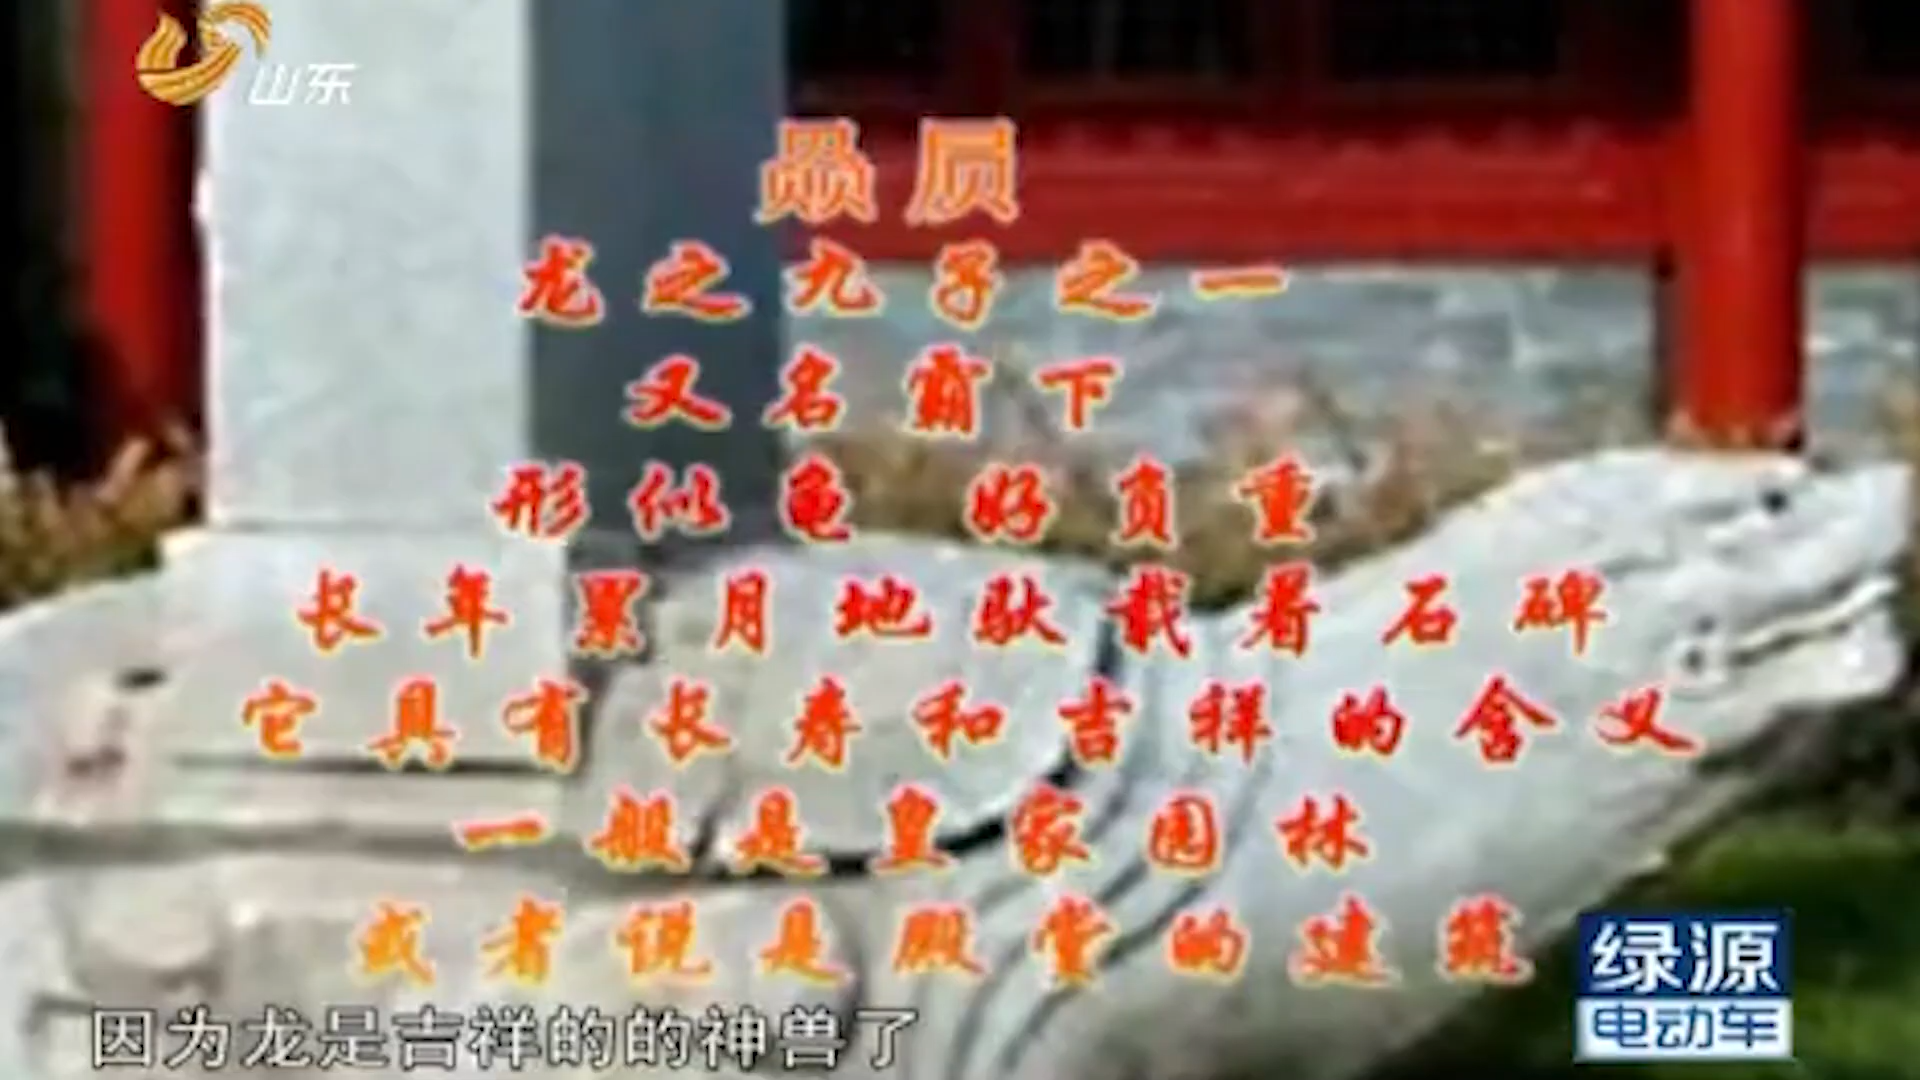 山东
赑屃
龙之九子之一
又名霸下
形似龟 好负重
长年累月地驮载着石碑
它具有长寿和吉祥的含义
一般是皇家园林
或者说是殿堂的建筑
因为龙是吉祥的的神兽了
绿源
电动车